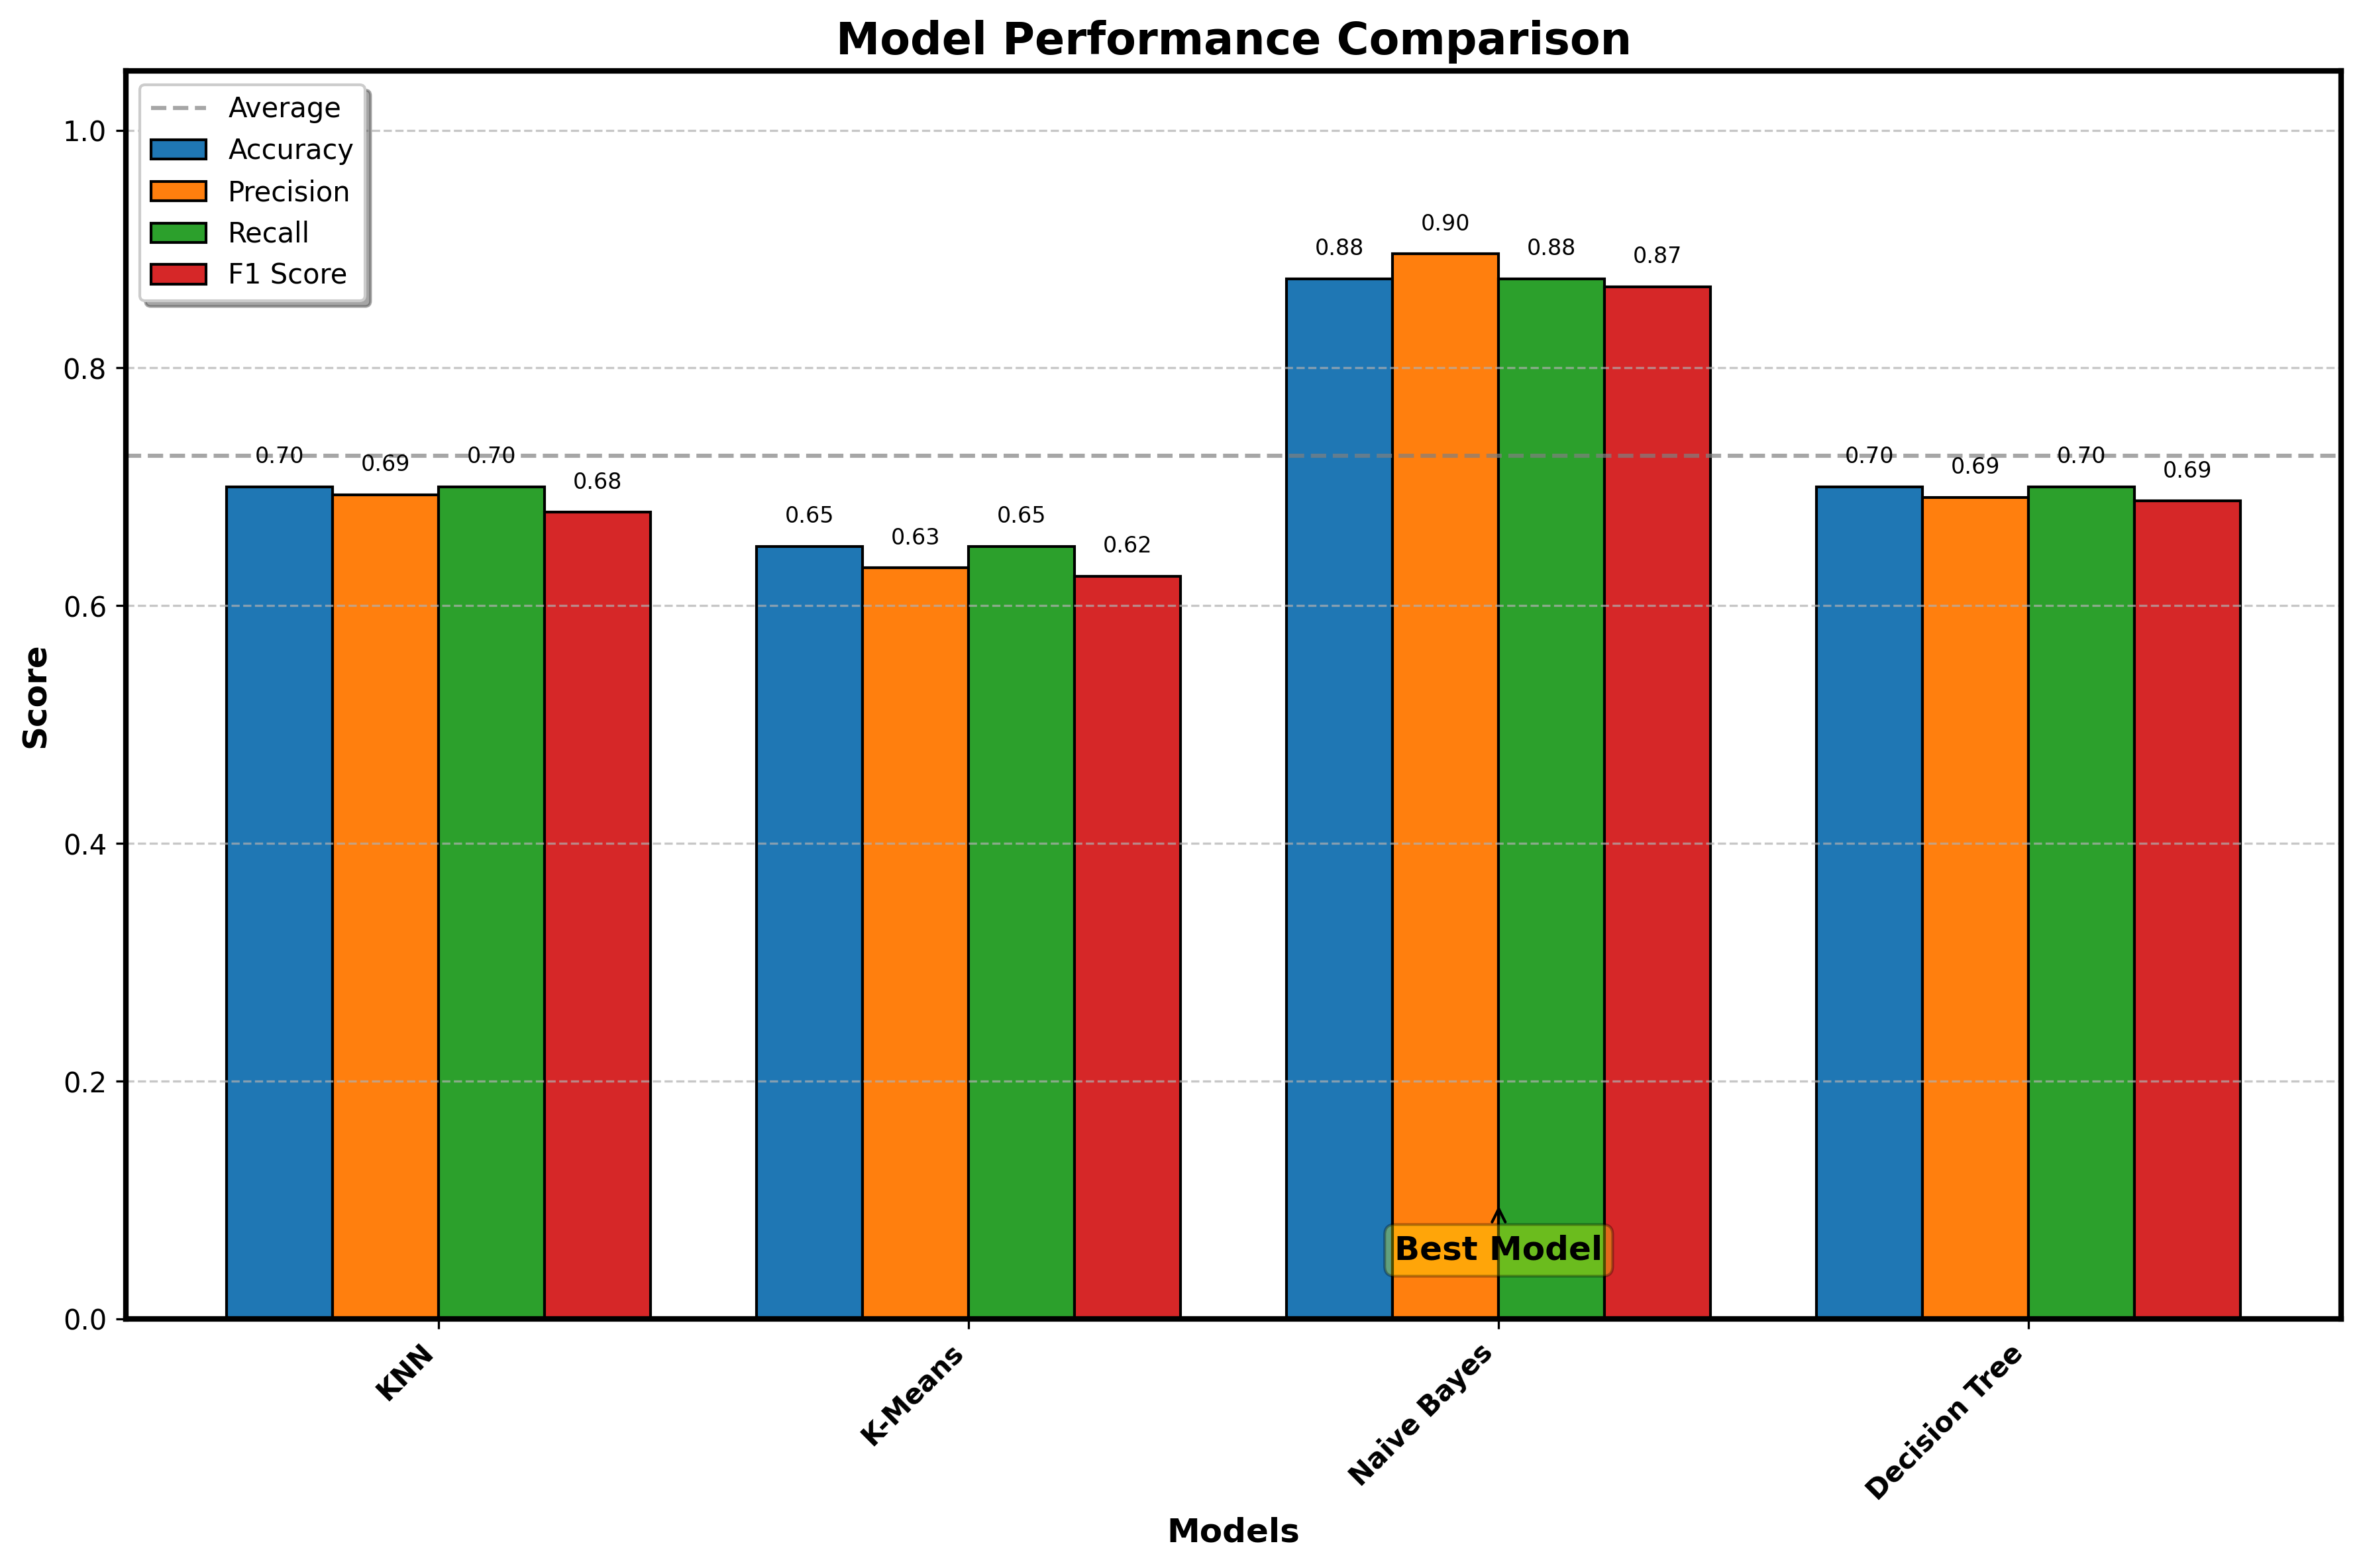 Model Performance Comparison
Average
Accuracy
Precision
Recall
F1 Score
1.0
0.8
0.6
0.4
0.2
0.0
Score
0.70
0.69
0.70
0.68
0.65
0.63
0.65
0.62
0.88
0.90
0.88
0.87
0.70
0.69
0.70
0.69
Best Model
KNN
K-Means
Naive Bayes
Decision Tree
Models